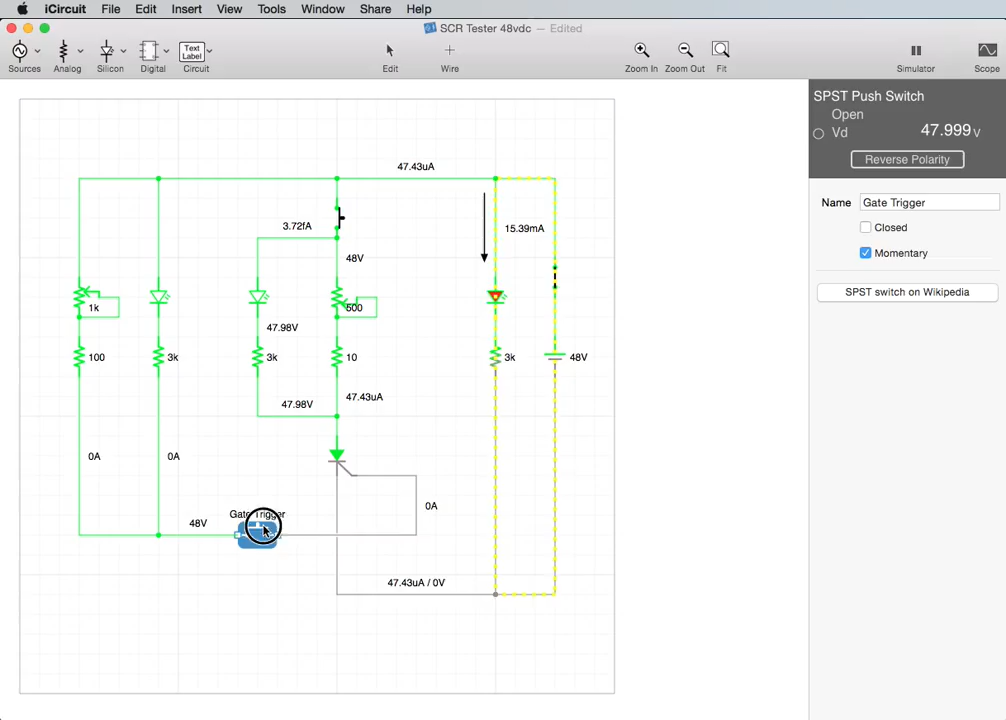 iCircuit File Edit Insert View Tools Window Share Help
SCR Tester 48vdc — Edited
Text
Label
Sources Analog Silicon Digital Circuit Edit Wire Zoom In Zoom Out Fit Simulator Scope
SPST Push Switch
Open
Vd 47.999 V
Reverse Polarity
Name Gate Trigger
Closed
Momentary
SPST switch on Wikipedia
47.43uA
3.72fA
15.39mA
48V
1k
500
47.98V
100
3k
3k
10
3k
48V
47.98V
47.43uA
0A
0A
0A
Gate Trigger
48V
47.43uA / 0V